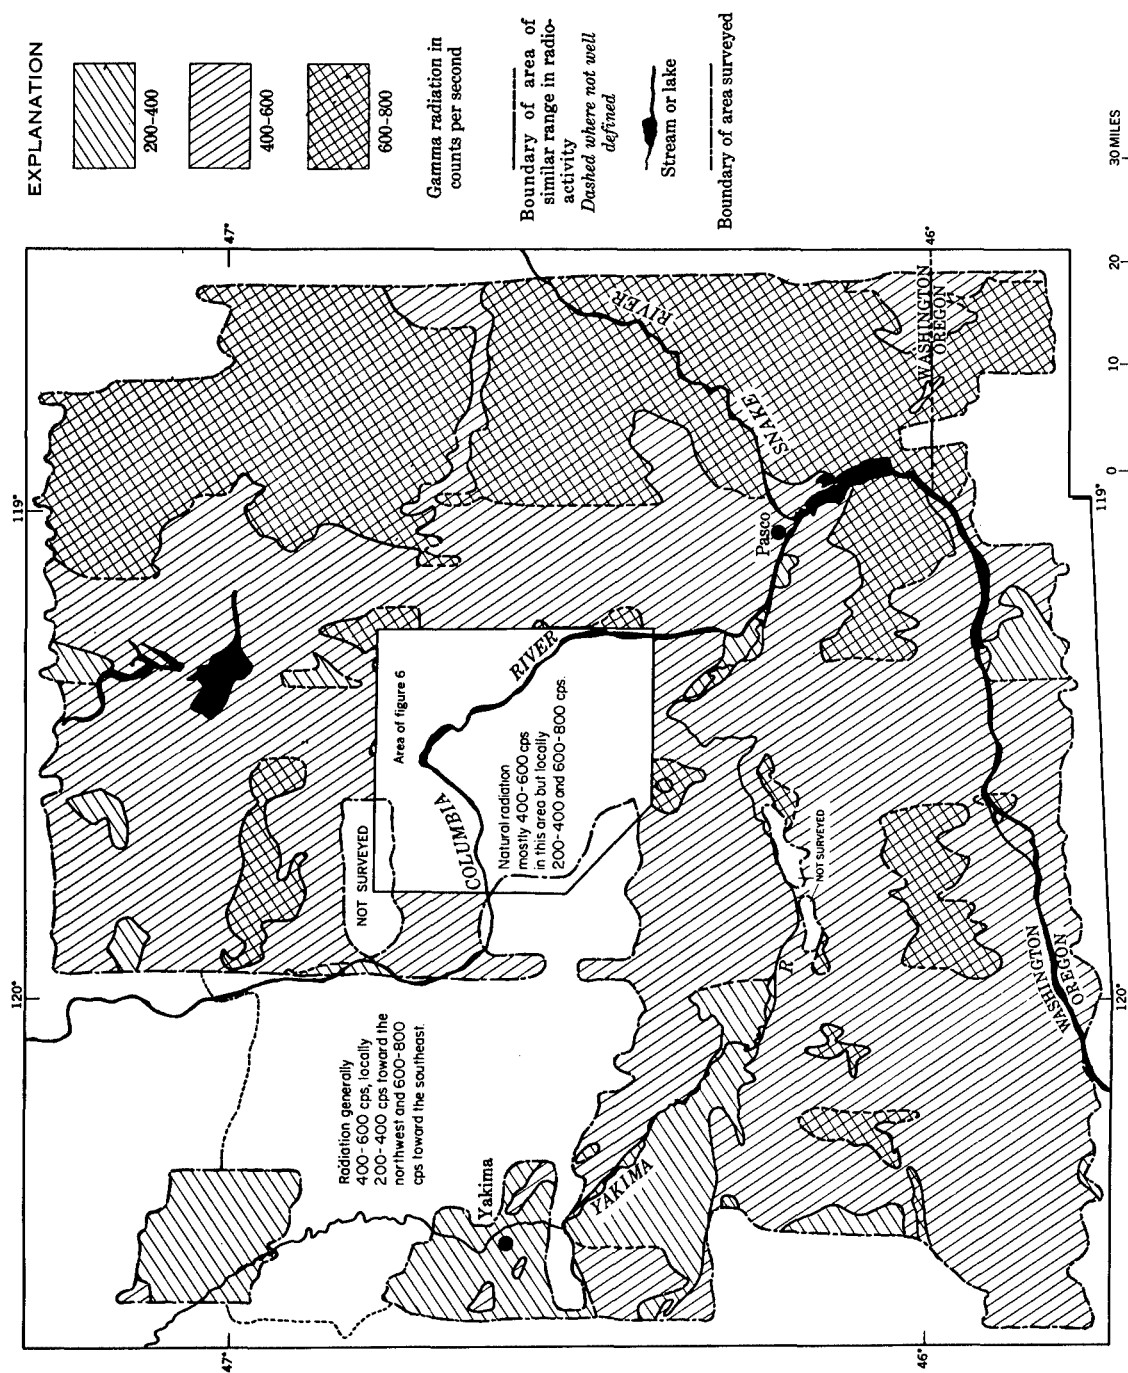 EXPLANATION
200-400
400-600
600-800
Gamma radiation in
counts per second
Boundary of area of
similar range in radio-
activity
Dashed where not well
defined
Stream or lake
Boundary of area surveyed
119°
120°
47°
47°
46°
46°
119°
120°
Area of figure 6
RIVER
COLUMBIA
NOT SURVEYED
Natural radiation
mostly 400-600 cps
in this area but locally
200-400 and 600-800 cps.
Radiation generally
400-600 cps, locally
200-400 cps toward the
northwest and 600-800
cps toward the southeast.
RIVER
SNAKE
Pasco
Yakima
YAKIMA
R
NOT SURVEYED
WASHINGTON
OREGON
WASHINGTON
OREGON
0
10
20
30 MILES